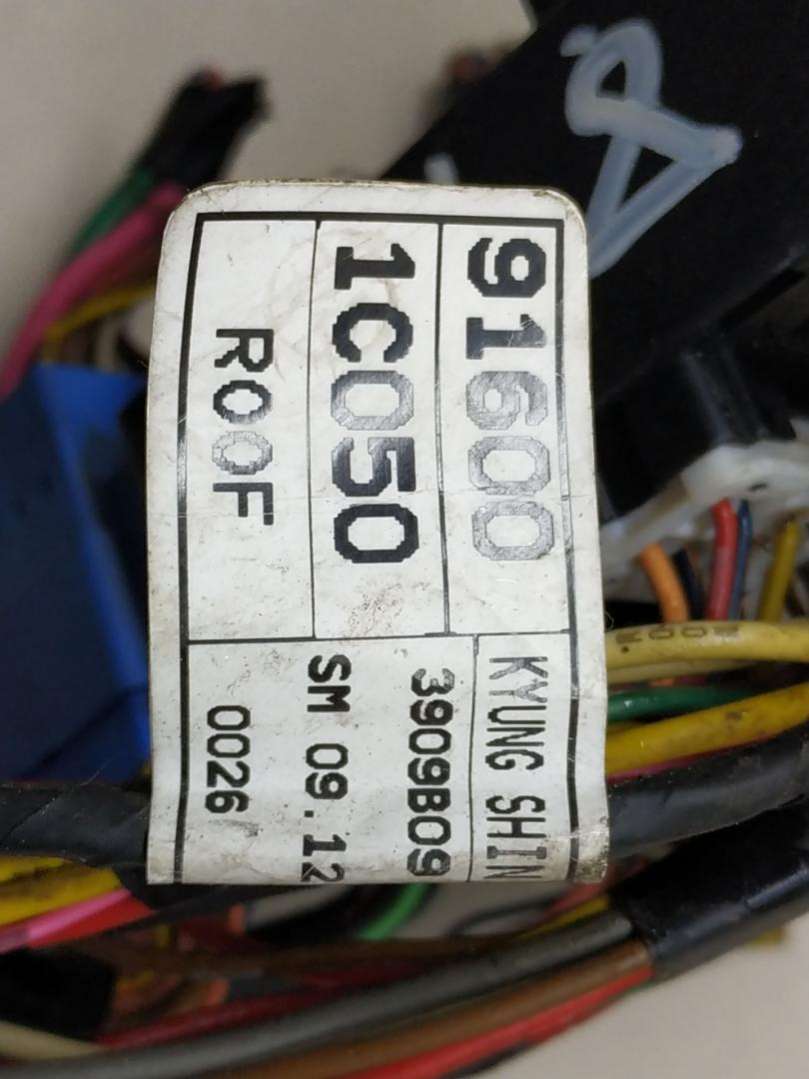 91600
1C050
ROOF
KYUNG SHIN
3909B09
SM 09.12
0026